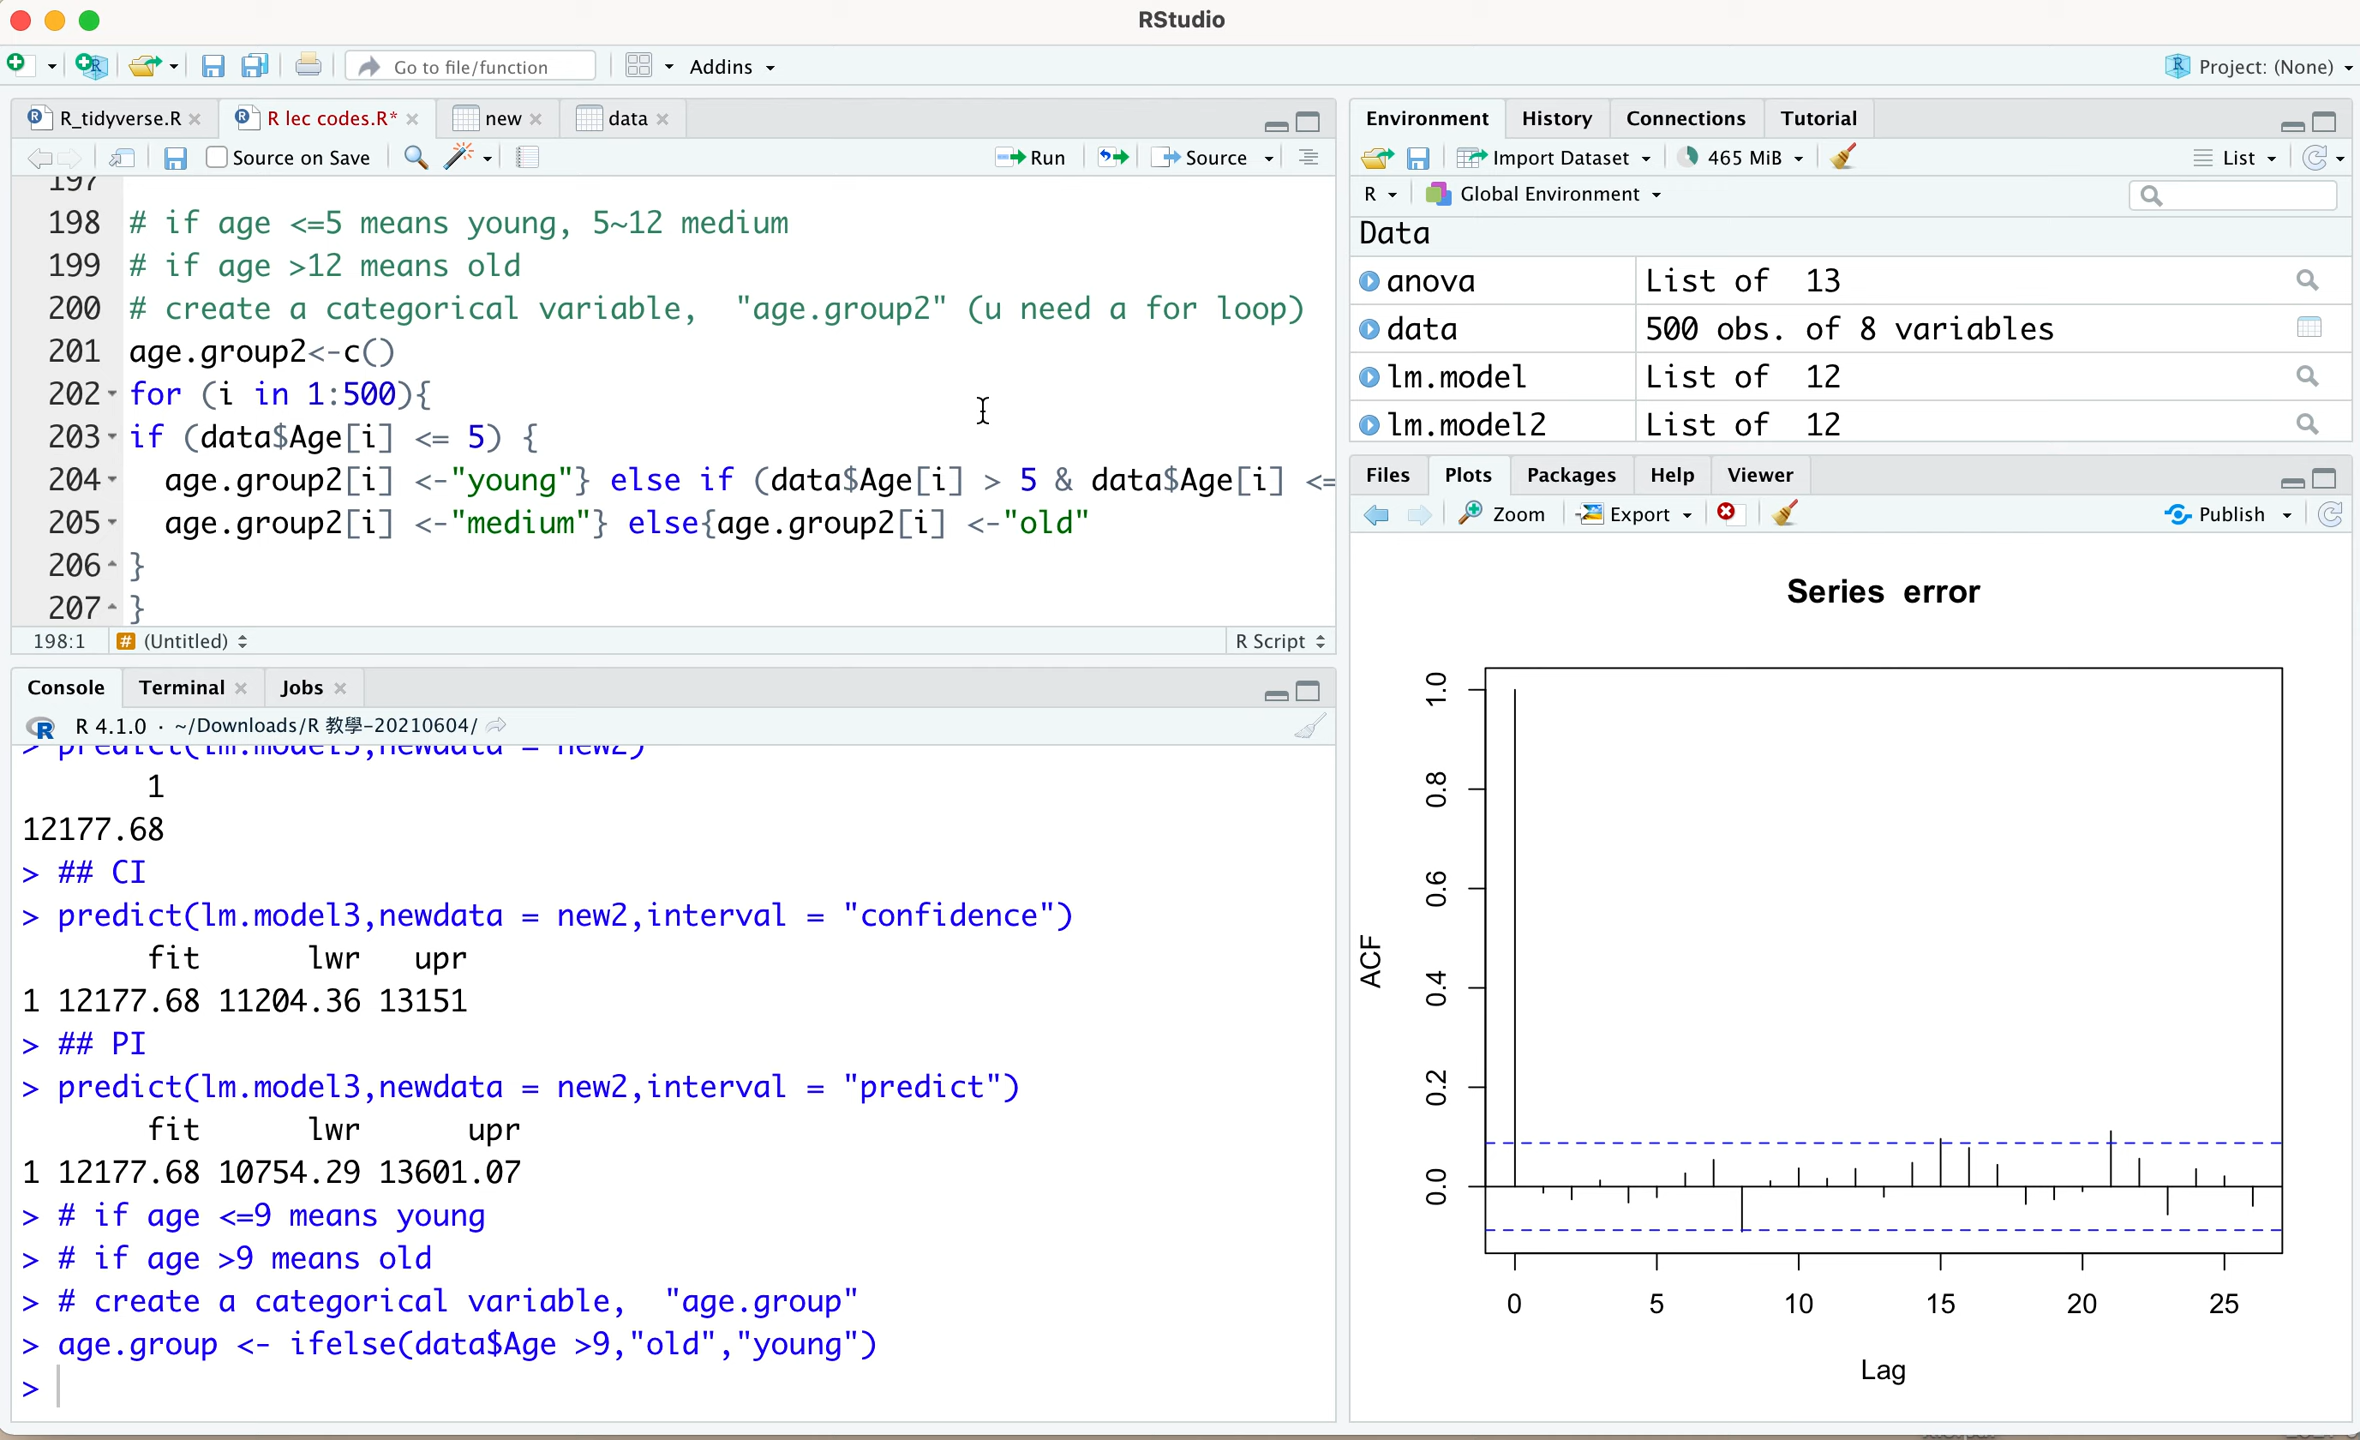 RStudio
Go to file/function
Addins
Project: (None)
R_tidyverse.R
R lec codes.R*
new
data
Source on Save
Run
Source
197
198 # if age <=5 means young, 5~12 medium
199 # if age >12 means old
200 # create a categorical variable,  "age.group2" (u need a for loop)
201 age.group2<-c()
202 for (i in 1:500){
203 if (data$Age[i] <= 5) {
204   age.group2[i] <-"young"} else if (data$Age[i] > 5 & data$Age[i] <=
205   age.group2[i] <-"medium"} else{age.group2[i] <-"old"
206 }
207 }
198:1
(Untitled)
R Script
Console
Terminal
Jobs
R 4.1.0 · ~/Downloads/R 教學-20210604/
> predict(lm.model3,newdata = new2)
1
12177.68
> ## CI
> predict(lm.model3,newdata = new2,interval = "confidence")
fit lwr upr
1 12177.68 11204.36 13151
> ## PI
> predict(lm.model3,newdata = new2,interval = "predict")
fit lwr upr
1 12177.68 10754.29 13601.07
> # if age <=9 means young
> # if age >9 means old
> # create a categorical variable,  "age.group"
> age.group <- ifelse(data$Age >9,"old","young")
>
Environment
History
Connections
Tutorial
Import Dataset
465 MiB
List
R
Global Environment
Data
anova List of 13
data 500 obs. of 8 variables
lm.model List of 12
lm.model2 List of 12
Files
Plots
Packages
Help
Viewer
Zoom
Export
Publish
Series error
ACF
1.0
0.8
0.6
0.4
0.2
0.0
0 5 10 15 20 25
Lag